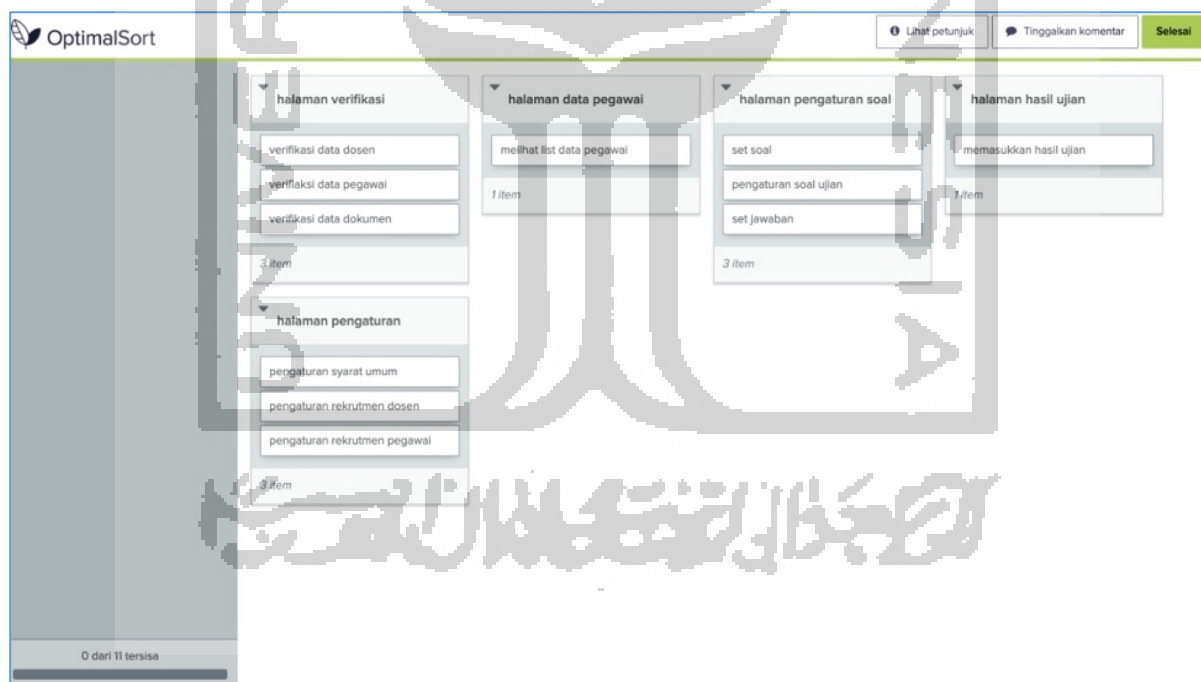 OptimalSort
Lihat petunjuk
Tinggalkan komentar
Selesai
halaman verifikasi
verifikasi data dosen
verifiaksi data pegawai
verifikasi data dokumen
3 item
halaman data pegawai
meilhat list data pegawai
1 item
halaman pengaturan soal
set soal
pengaturan soal ujian
set jawaban
3 item
halaman hasil ujian
memasukkan hasil ujian
1 item
halaman pengaturan
pengaturan syarat umum
pengaturan rekrutmen dosen
pengaturan rekrutmen pegawai
3 item
0 dari 11 tersisa